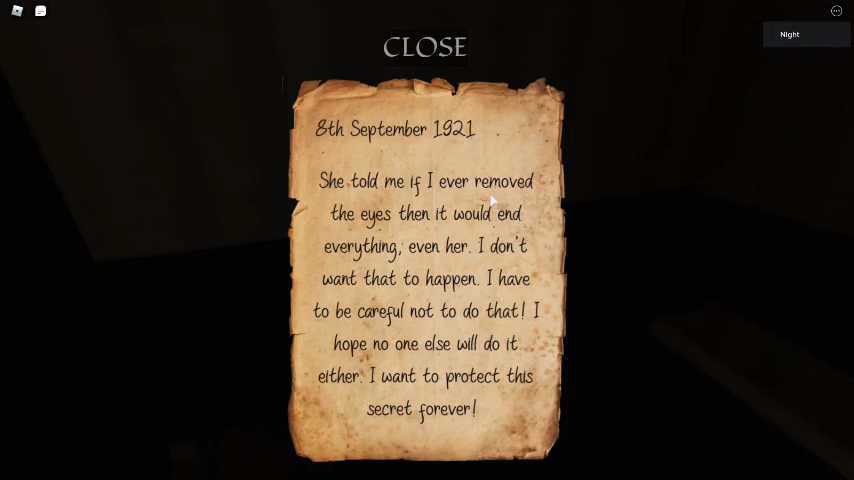 CLOSE
Night
8th September 1921
She told me if I ever removed
the eyes then it would end
everything, even her. I don't
want that to happen. I have
to be careful not to do that! I
hope no one else will do it
either. I want to protect this
secret forever!